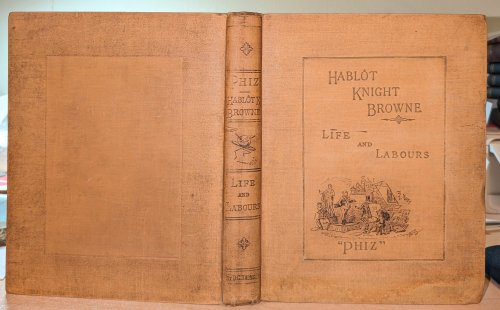 PHIZ
HABLÔT K.
BROWNE
LIFE
AND
LABOURS
HABLÔT
KNIGHT
BROWNE
LIFE
AND
LABOURS
"PHIZ"